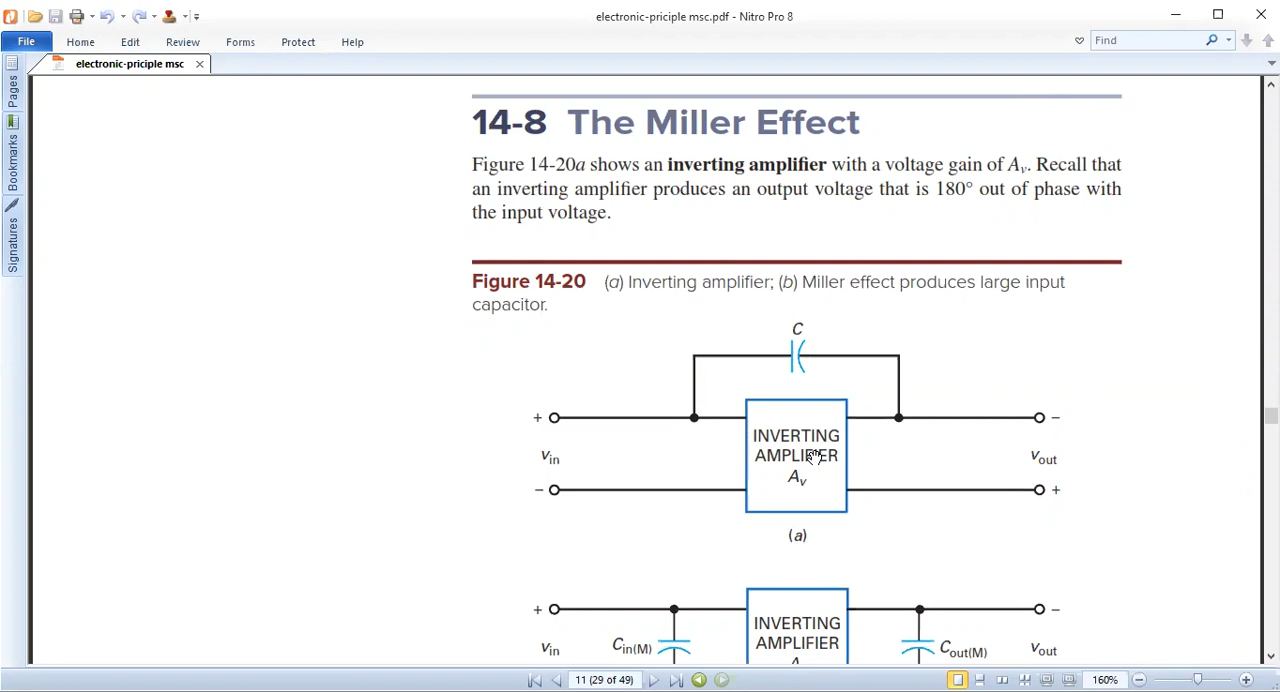 electronic-priciple msc.pdf - Nitro Pro 8
File Home Edit Review Forms Protect Help
Find
electronic-priciple msc
Pages
Bookmarks
Signatures
14-8 The Miller Effect
Figure 14-20a shows an inverting amplifier with a voltage gain of Av. Recall that
an inverting amplifier produces an output voltage that is 180° out of phase with
the input voltage.
Figure 14-20 (a) Inverting amplifier; (b) Miller effect produces large input
capacitor.
C
+ −
INVERTING
AMPLIFIER
Av
vin vout
− +
(a)
+ −
INVERTING
AMPLIFIER
vin Cin(M) Cout(M) vout
11 (29 of 49) 160%